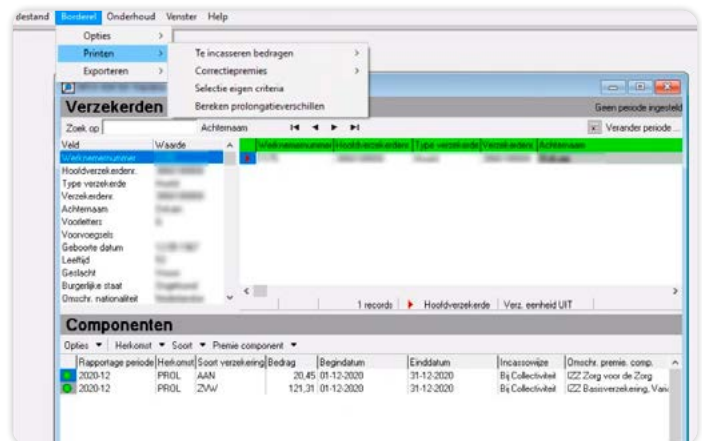 destand Borderel Onderhoud Venster Help
Opties
Printen
Exporteren
Te incasseren bedragen
Correctiepremies
Selectie eigen criteria
Bereken prolongatieverschillen
Verzekerden
Geen periode ingesteld
Zoek op Achternaam
Verander periode ...
Veld Waarde
Werknemernummer
Hoofdverzekerdenr.
Type verzekerde
Verzekerdenr.
Achternaam
Voorletters
Voorvoegsels
Geboorte datum
Leeftijd
Geslacht
Burgerlijke staat
Omschr. nationaliteit
Werknemernummer Hoofdverzekerdenr. Type verzekerde Verzekerdenr. Achternaam
1 records Hoofdverzekerde Verz. eenheid UIT
Componenten
Opties Herkomst Soort Premie component
Rapportage periode Herkomst Soort verzekering Bedrag Begindatum Einddatum Incassowijze Omschr. premie. comp.
2020-12 PROL AAN 20,45 01-12-2020 31-12-2020 Bij Collectiviteit IZZ Zorg voor de Zorg
2020-12 PROL ZVW 121,31 01-12-2020 31-12-2020 Bij Collectiviteit IZZ Basisverzekering, Vari